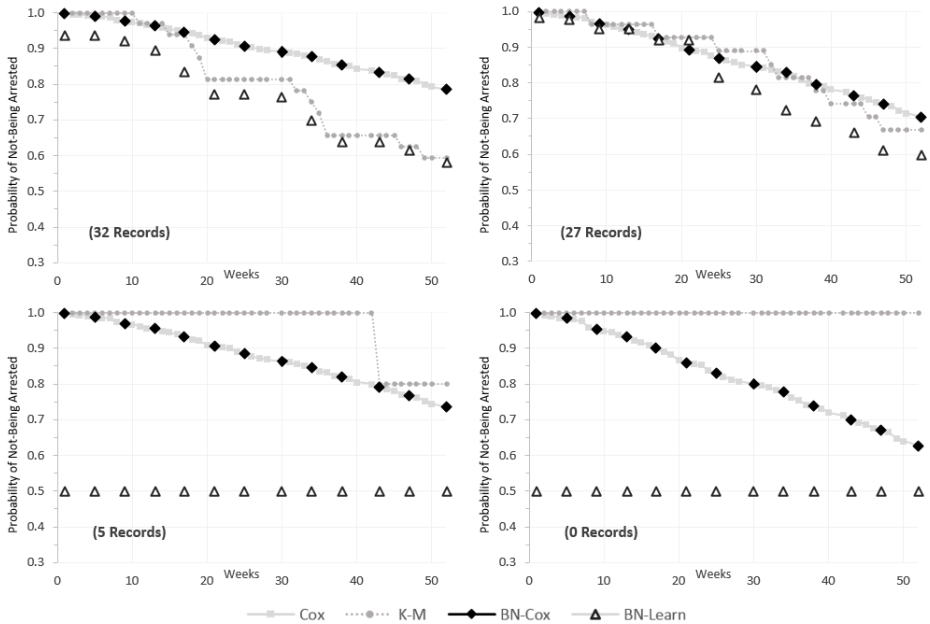 Probability of Not-Being Arrested
1.0
0.9
0.8
0.7
0.6
0.5
0.4
0.3
(32 Records)
0 10 20 30 40 50
Weeks
Probability of Not-Being Arrested
1.0
0.9
0.8
0.7
0.6
0.5
0.4
0.3
(27 Records)
0 10 20 30 40 50
Weeks
Probability of Not-Being Arrested
1.0
0.9
0.8
0.7
0.6
0.5
0.4
0.3
(5 Records)
0 10 20 30 40 50
Weeks
Probability of Not-Being Arrested
1.0
0.9
0.8
0.7
0.6
0.5
0.4
0.3
(0 Records)
0 10 20 30 40 50
Weeks
Cox K-M BN-Cox BN-Learn